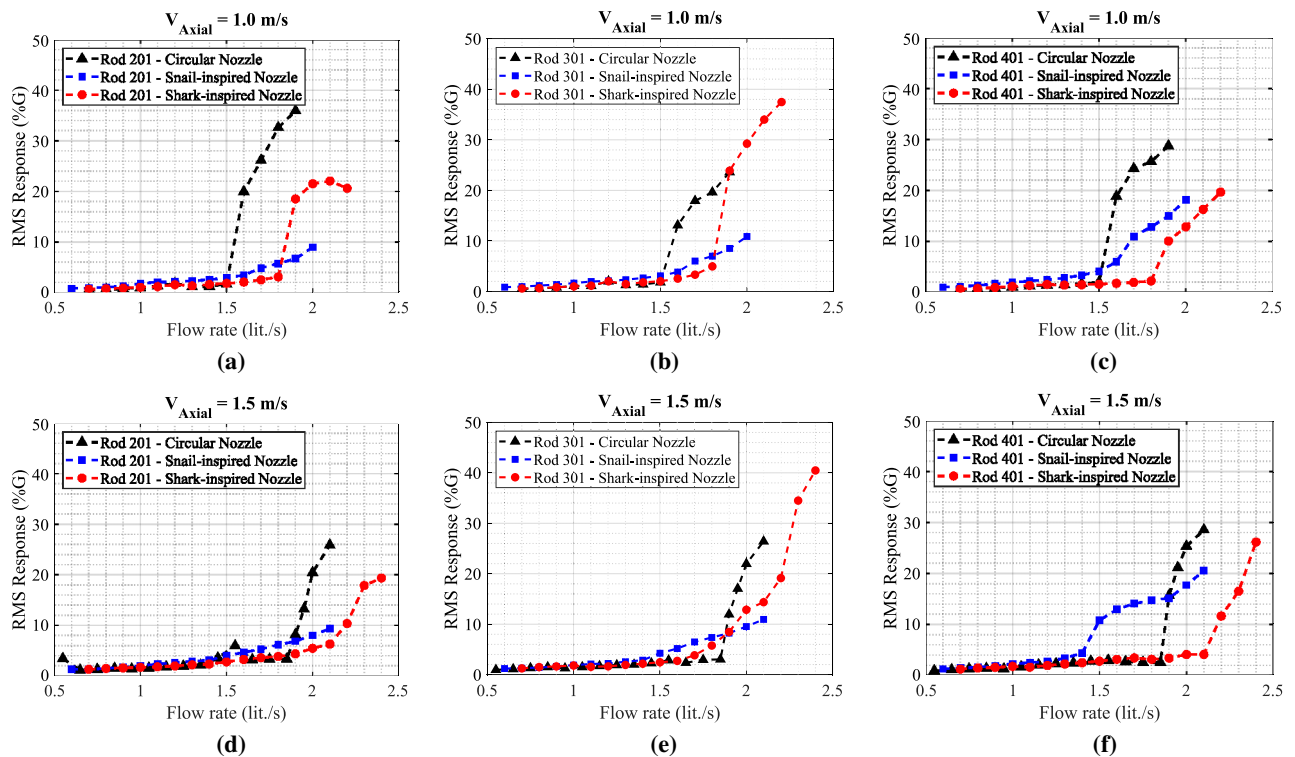 V_Axial = 1.0 m/s
50
40
30
20
10
0
RMS Response (%G)
Rod 201 - Circular Nozzle
Rod 201 - Snail-inspired Nozzle
Rod 201 - Shark-inspired Nozzle
0.5 1 1.5 2 2.5
Flow rate (lit./s)
(a)
V_Axial = 1.0 m/s
50
40
30
20
10
0
RMS Response (%G)
Rod 301 - Circular Nozzle
Rod 301 - Snail-inspired Nozzle
Rod 301 - Shark-inspired Nozzle
0.5 1 1.5 2 2.5
Flow rate (lit./s)
(b)
V_Axial = 1.0 m/s
50
40
30
20
10
0
RMS Response (%G)
Rod 401 - Circular Nozzle
Rod 401 - Snail-inspired Nozzle
Rod 401 - Shark-inspired Nozzle
0.5 1 1.5 2 2.5
Flow rate (lit./s)
(c)
V_Axial = 1.5 m/s
50
40
30
20
10
0
RMS Response (%G)
Rod 201 - Circular Nozzle
Rod 201 - Snail-inspired Nozzle
Rod 201 - Shark-inspired Nozzle
0.5 1 1.5 2 2.5
Flow rate (lit./s)
(d)
V_Axial = 1.5 m/s
50
40
30
20
10
0
RMS Response (%G)
Rod 301 - Circular Nozzle
Rod 301 - Snail-inspired Nozzle
Rod 301 - Shark-inspired Nozzle
0.5 1 1.5 2 2.5
Flow rate (lit./s)
(e)
V_Axial = 1.5 m/s
50
40
30
20
10
0
RMS Response (%G)
Rod 401 - Circular Nozzle
Rod 401 - Snail-inspired Nozzle
Rod 401 - Shark-inspired Nozzle
0.5 1 1.5 2 2.5
Flow rate (lit./s)
(f)